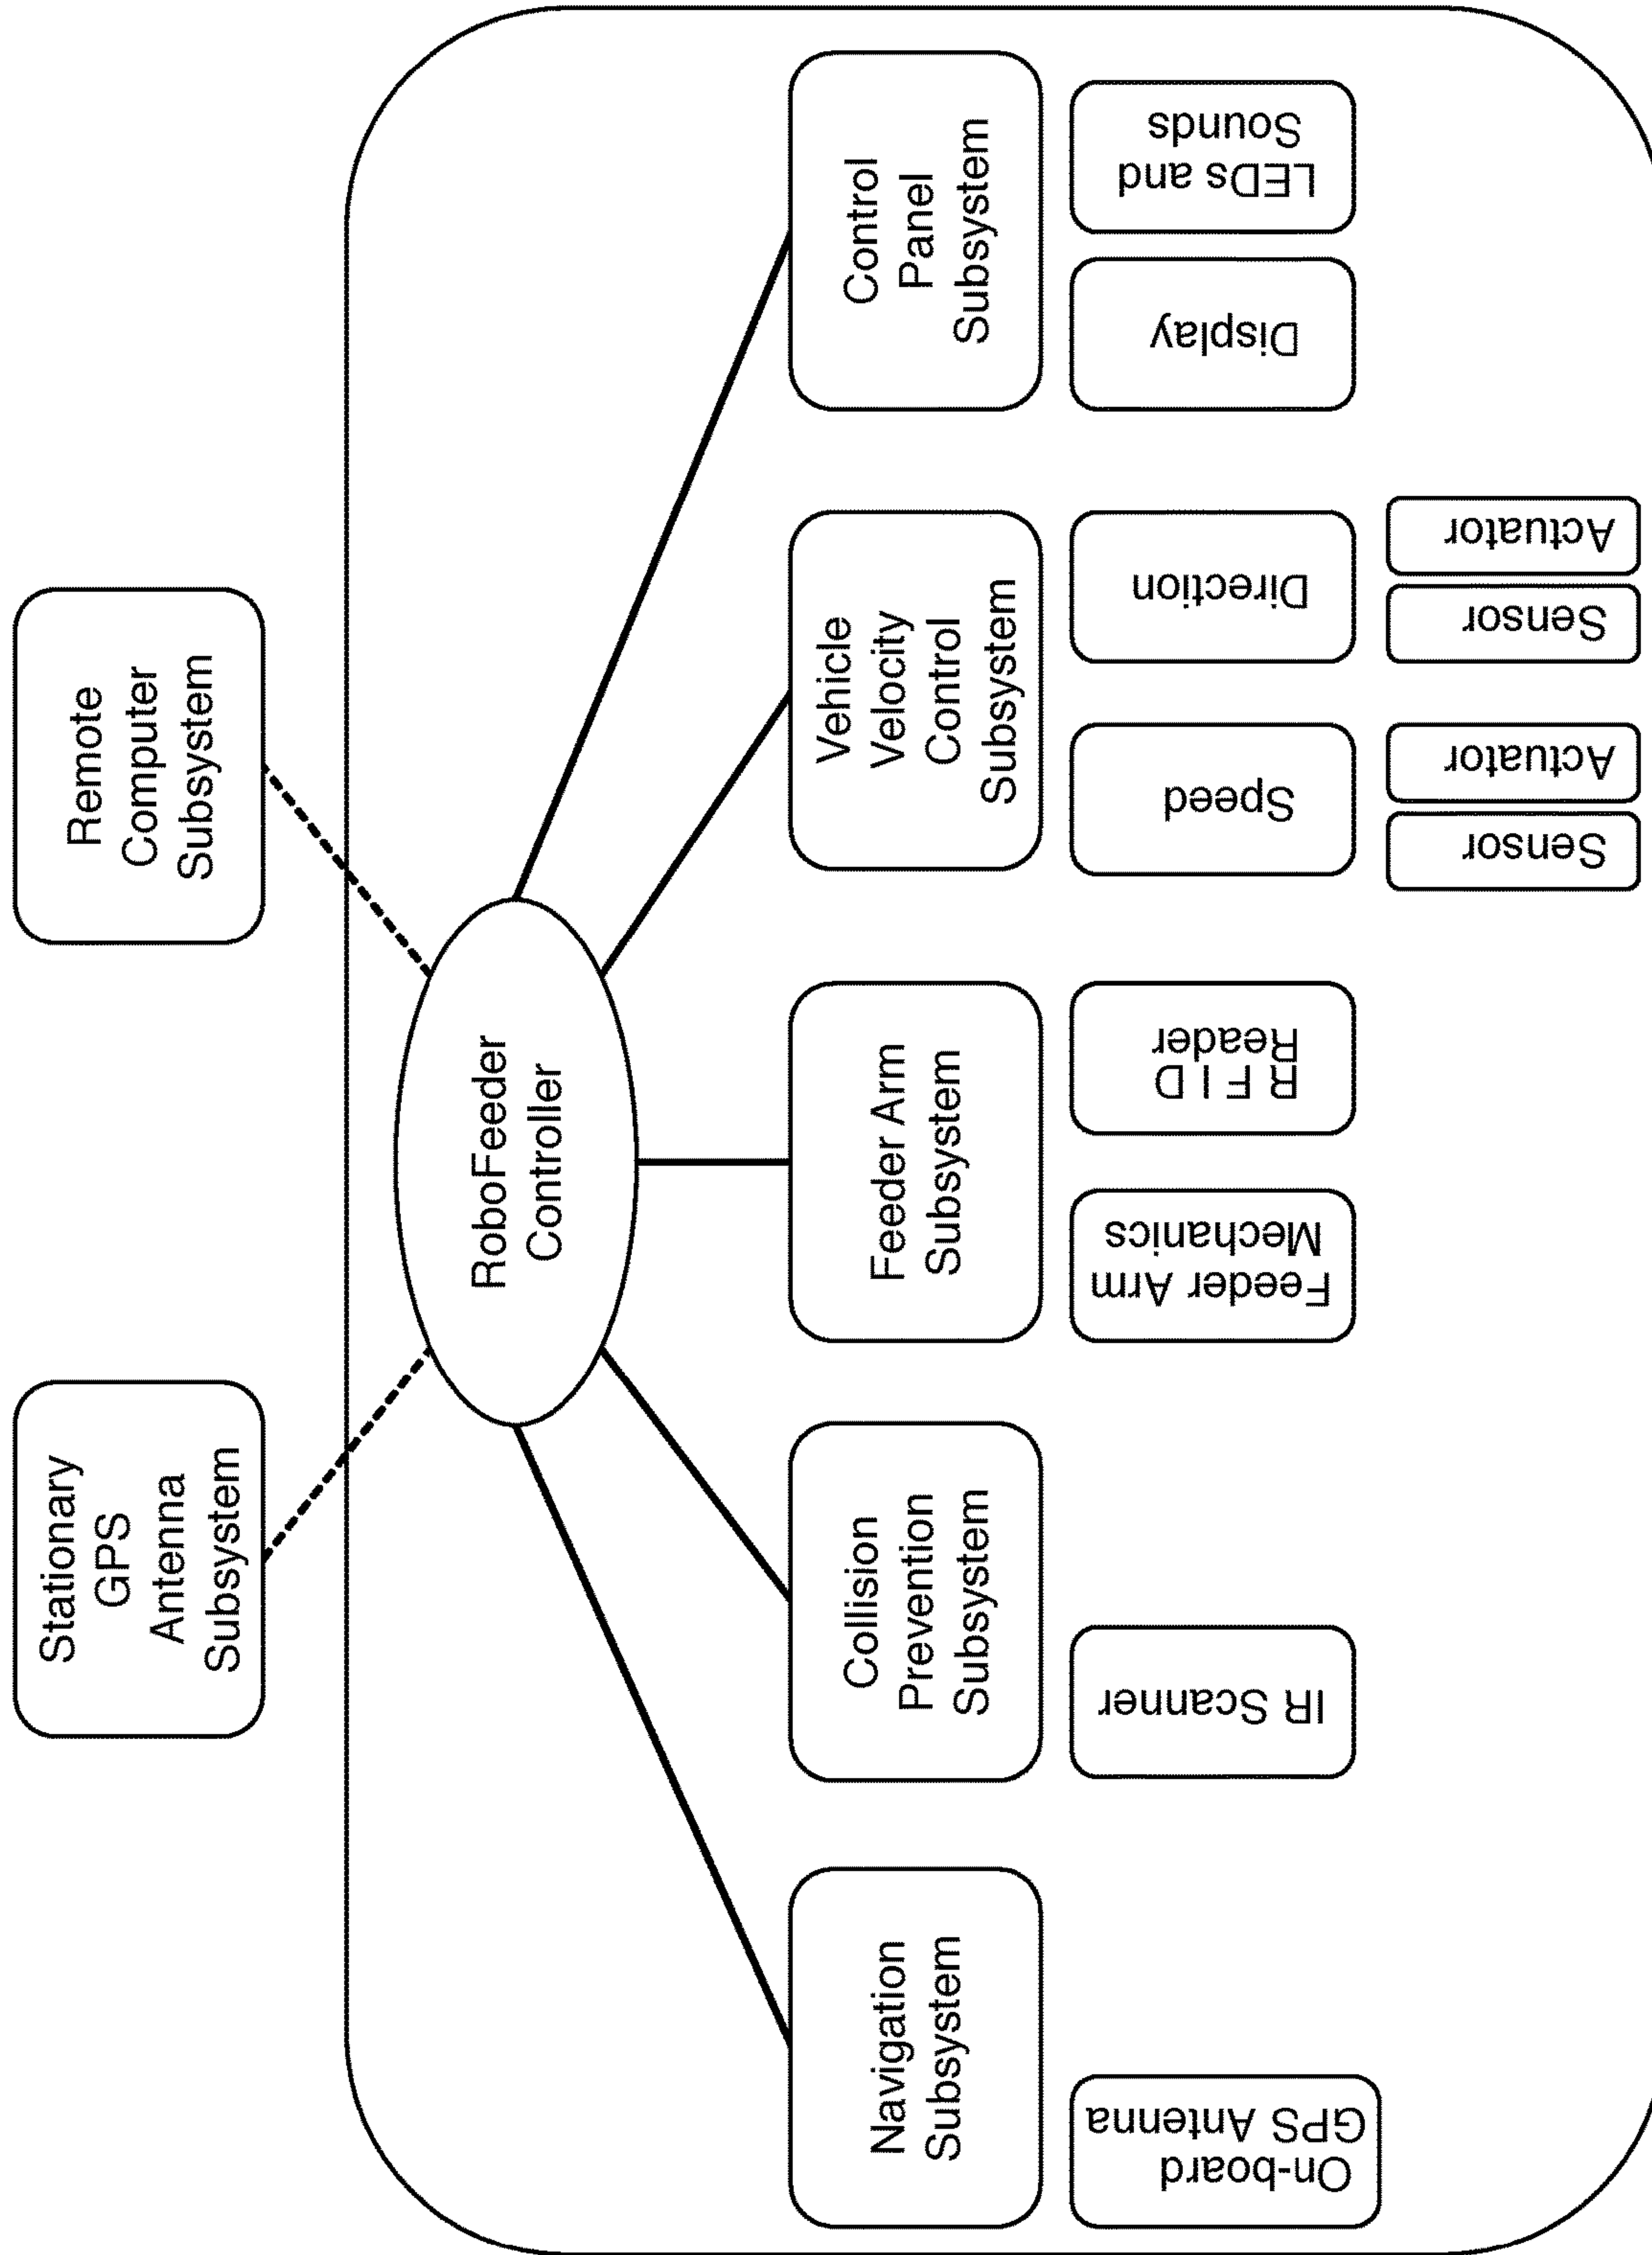 Stationary
GPS
Antenna
Subsystem
Remote
Computer
Subsystem
RoboFeeder
Controller
Navigation
Subsystem
Collision
Prevention
Subsystem
Feeder Arm
Subsystem
Vehicle
Velocity
Control
Subsystem
Control
Panel
Subsystem
On-board
GPS Antenna
IR Scanner
Feeder Arm
Mechanics
RFID
Reader
Speed
Direction
Display
LEDs and
Sounds
Sensor
Actuator
Sensor
Actuator